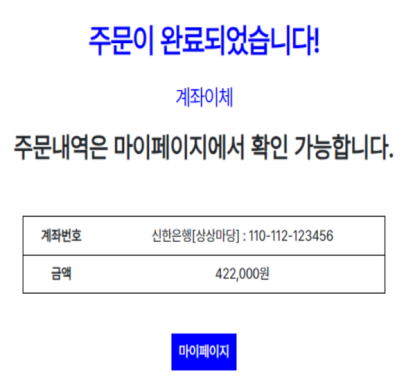 주문이 완료되었습니다!
계좌이체
주문내역은 마이페이지에서 확인 가능합니다.
계좌번호 신한은행[상상마당] : 110-112-123456
금액 422,000원
마이페이지